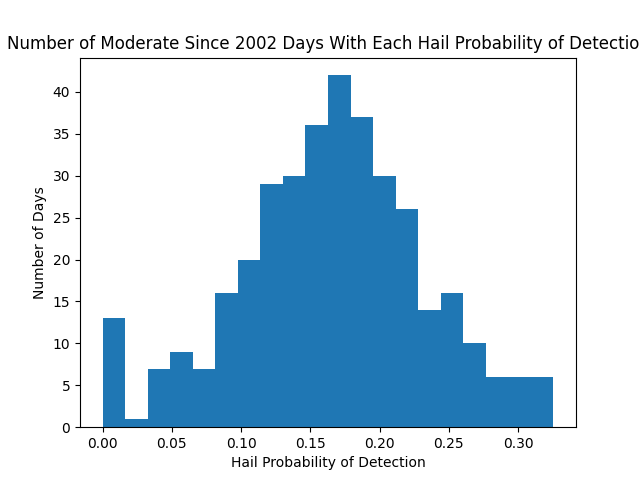 Number of Moderate Since 2002 Days With Each Hail Probability of Detectio
40
35
30
25
20
15
10
5
0
Number of Days
0.00 0.05 0.10 0.15 0.20 0.25 0.30
Hail Probability of Detection